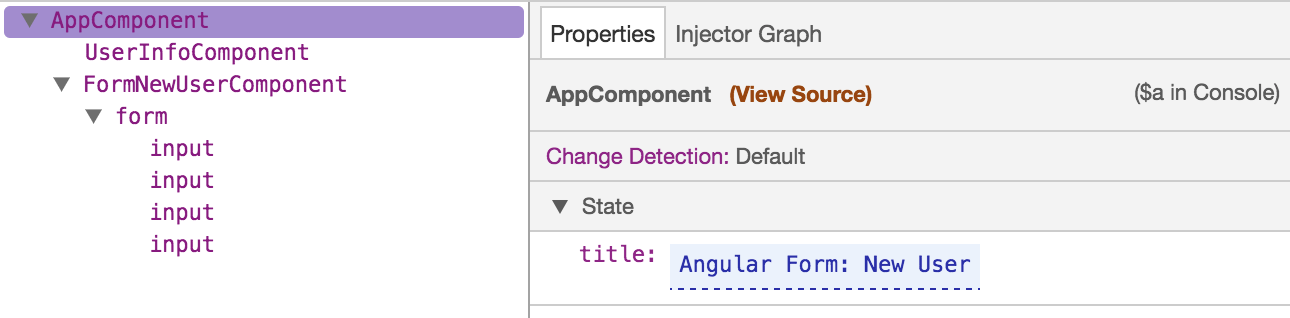 AppComponent
UserInfoComponent
FormNewUserComponent
form
input
input
input
input
Properties Injector Graph
AppComponent (View Source) ($a in Console)
Change Detection: Default
State
title: Angular Form: New User